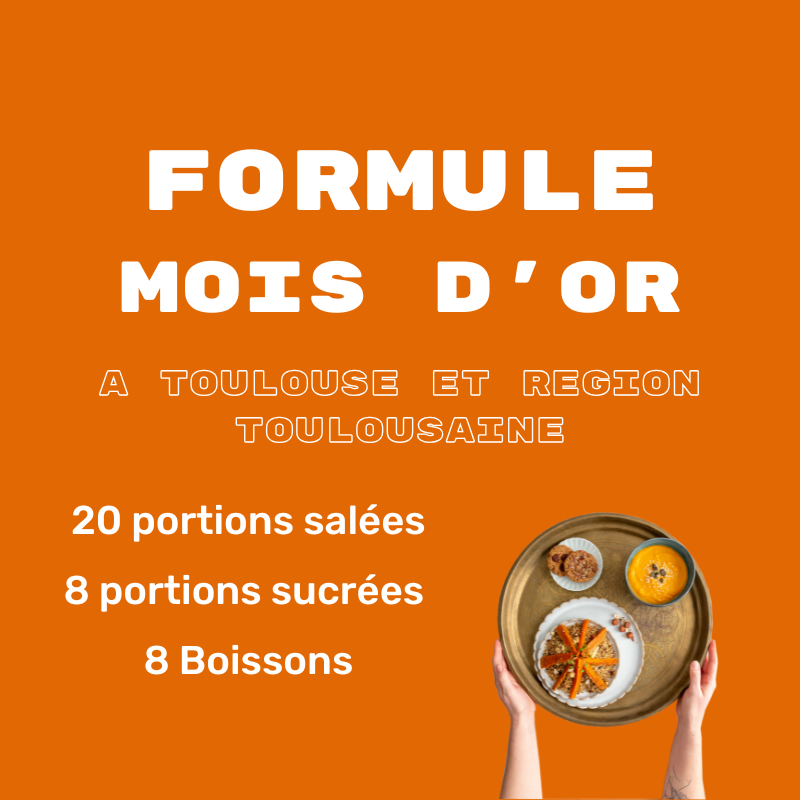 FORMULE
MOIS D'OR
A TOULOUSE ET REGION
TOULOUSAINE
20 portions salées
8 portions sucrées
8 Boissons